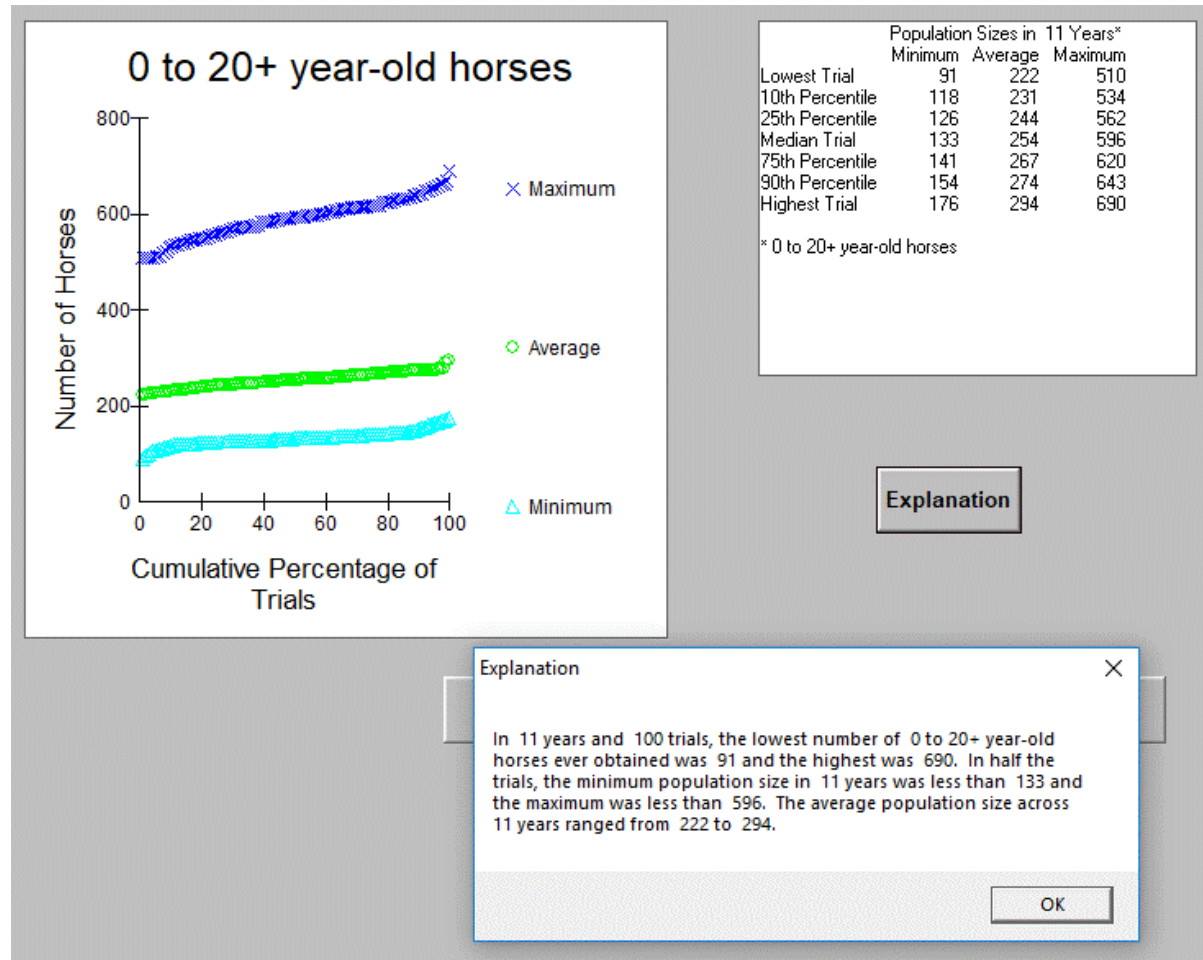 0 to 20+ year-old horses
800
600
400
200
0
0 20 40 60 80 100
Number of Horses
Cumulative Percentage of
Trials
Maximum
Average
Minimum
Population Sizes in 11 Years*
Minimum Average Maximum
Lowest Trial 91 222 510
10th Percentile 118 231 534
25th Percentile 126 244 562
Median Trial 133 254 596
75th Percentile 141 267 620
90th Percentile 154 274 643
Highest Trial 176 294 690
* 0 to 20+ year-old horses
Explanation
Explanation
In 11 years and 100 trials, the lowest number of 0 to 20+ year-old
horses ever obtained was 91 and the highest was 690. In half the
trials, the minimum population size in 11 years was less than 133 and
the maximum was less than 596. The average population size across
11 years ranged from 222 to 294.
OK